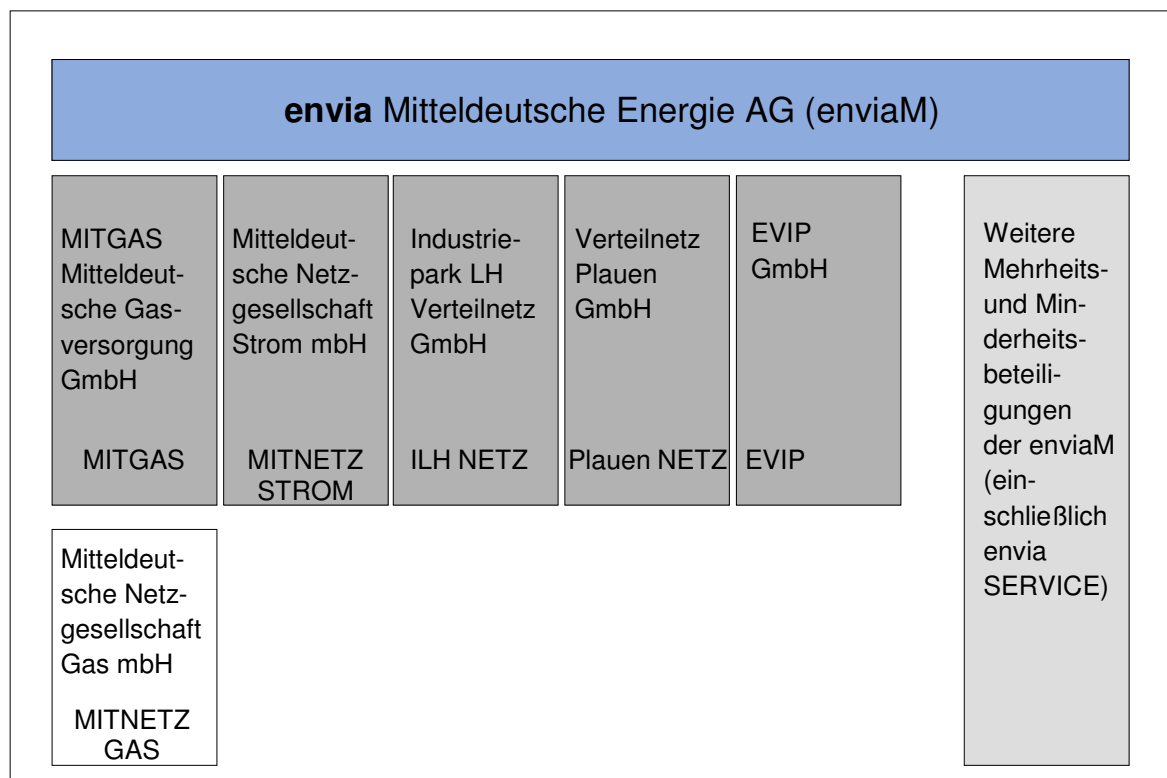 envia Mitteldeutsche Energie AG (enviaM)
MITGAS
Mitteldeut-
sche Gas-
versorgung
GmbH
MITGAS
Mitteldeut-
sche Netz-
gesellschaft
Strom mbH
MITNETZ
STROM
Industrie-
park LH
Verteilnetz
GmbH
ILH NETZ
Verteilnetz
Plauen
GmbH
Plauen NETZ
EVIP
GmbH
EVIP
Weitere
Mehrheits-
und Min-
derheits-
beteili-
gungen
der enviaM
(ein-
schließlich
envia
SERVICE)
Mitteldeut-
sche Netz-
gesellschaft
Gas mbH
MITNETZ
GAS